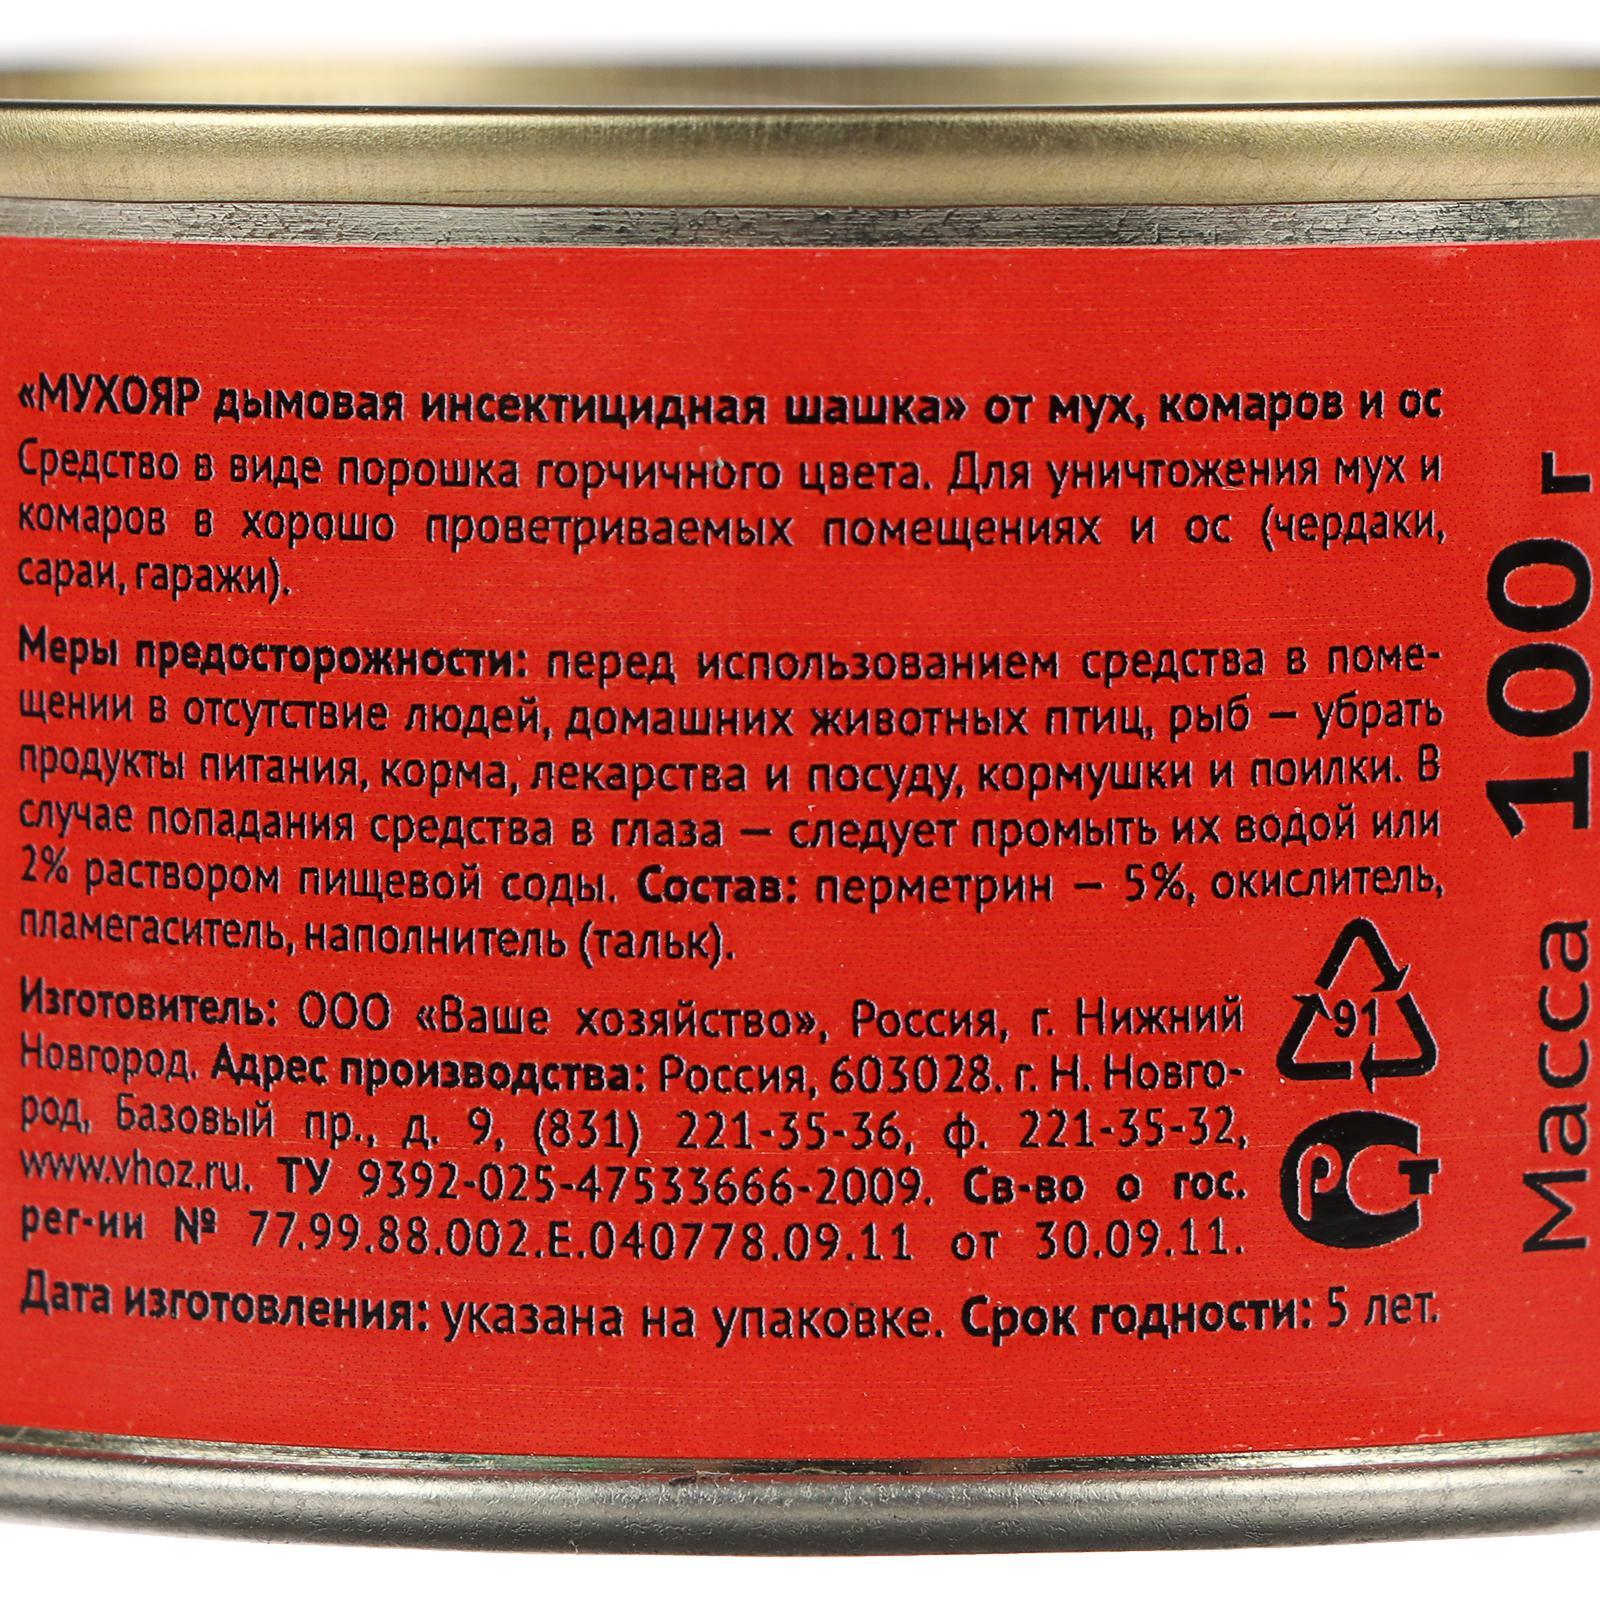 «МУХОЯР дымовая инсектицидная шашка» от мух, комаров и ос
Средство в виде порошка горчичного цвета. Для уничтожения мух и
комаров в хорошо проветриваемых помещениях и ос (чердаки,
сараи, гаражи).
Меры предосторожности: перед использованием средства в поме-
щении в отсутствие людей, домашних животных птиц, рыб – убрать
продукты питания, корма, лекарства и посуду, кормушки и поилки. В
случае попадания средства в глаза – следует промыть их водой или
2% раствором пищевой соды. Состав: перметрин – 5%, окислитель,
пламегаситель, наполнитель (тальк).
Изготовитель: ООО «Ваше хозяйство», Россия, г. Нижний
Новгород. Адрес производства: Россия, 603028. г. Н. Новго-
род, Базовый пр., д. 9, (831) 221-35-36, ф. 221-35-32,
www.vhoz.ru. ТУ 9392-025-47533666-2009. Св-во о гос.
рег-ии № 77.99.88.002.Е.040778.09.11 от 30.09.11.
Дата изготовления: указана на упаковке. Срок годности: 5 лет.
91
РСТ
Масса 100 г